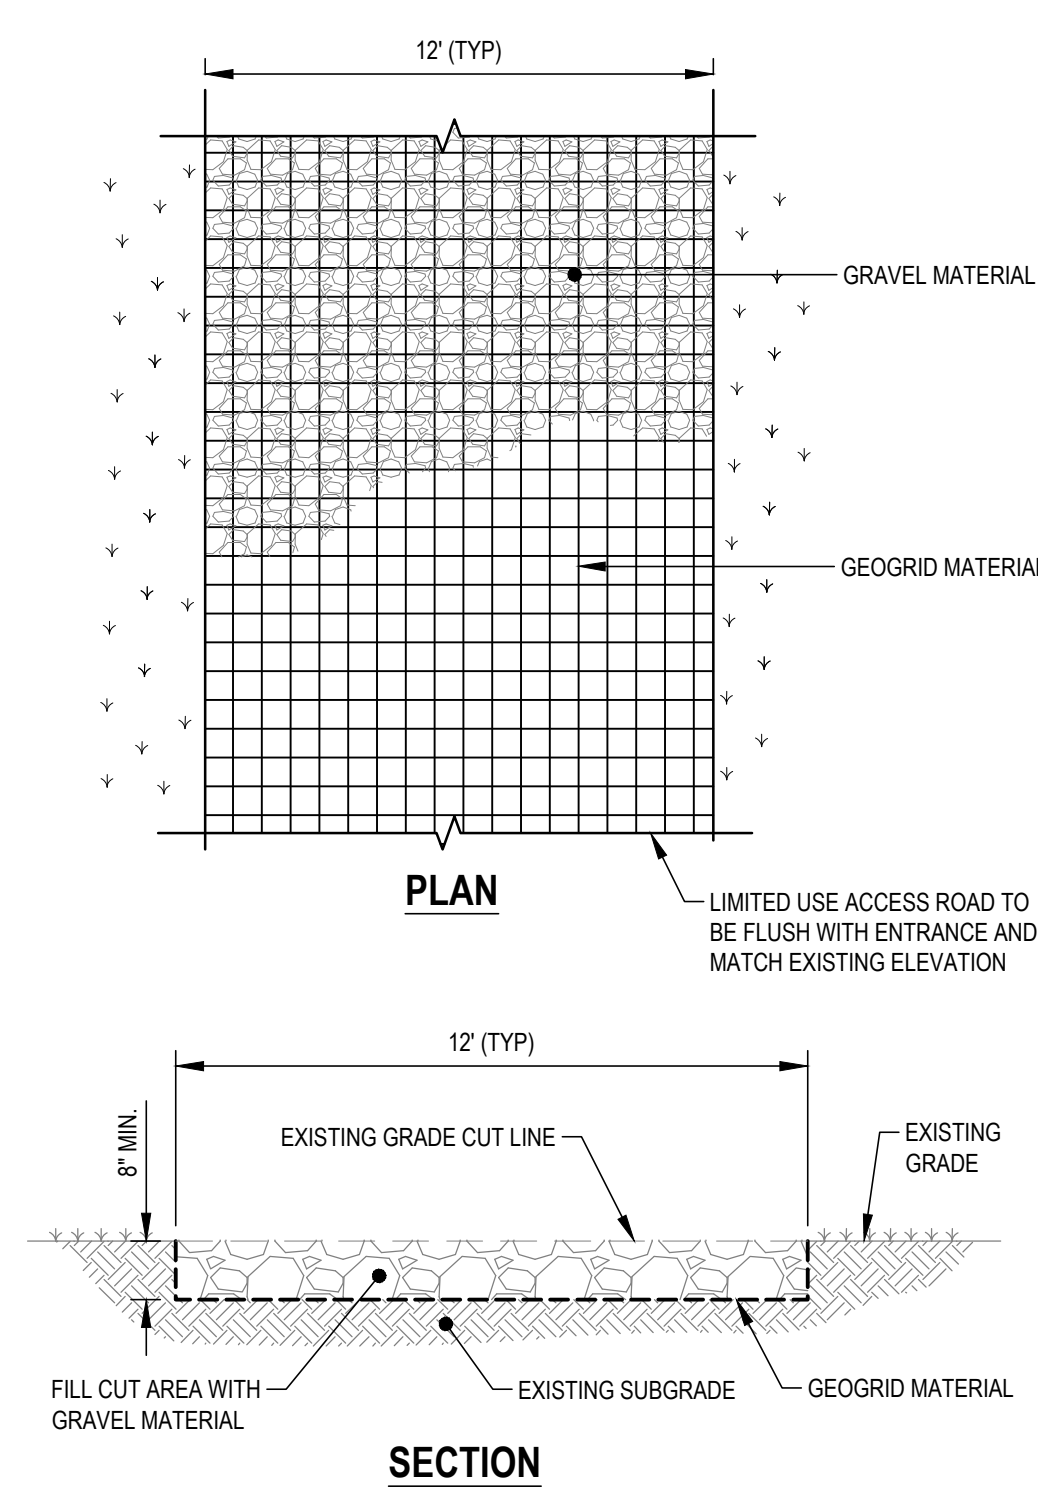 12' (TYP)
GRAVEL MATERIAL
GEOGRID MATERIAL
PLAN
LIMITED USE ACCESS ROAD TO
BE FLUSH WITH ENTRANCE AND
MATCH EXISTING ELEVATION
12' (TYP)
8" MIN.
EXISTING GRADE CUT LINE
EXISTING
GRADE
FILL CUT AREA WITH
GRAVEL MATERIAL
EXISTING SUBGRADE
GEOGRID MATERIAL
SECTION